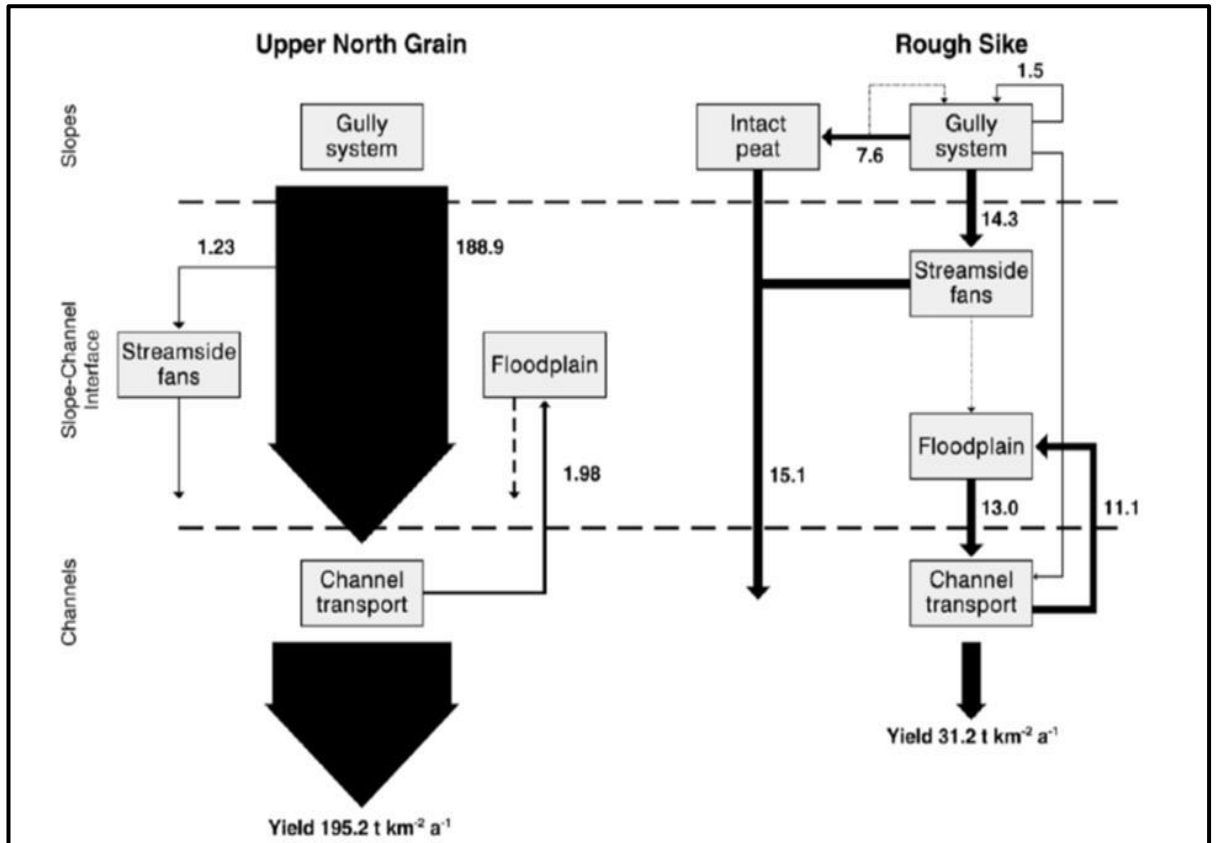 Upper North Grain
Rough Sike
Slopes
Slope-Channel
Interface
Channels
Gully
system
1.23
188.9
Streamside
fans
Floodplain
1.98
Channel
transport
Yield 195.2 t km⁻² a⁻¹
1.5
Intact
peat
7.6
Gully
system
14.3
Streamside
fans
15.1
Floodplain
13.0
11.1
Channel
transport
Yield 31.2 t km⁻² a⁻¹